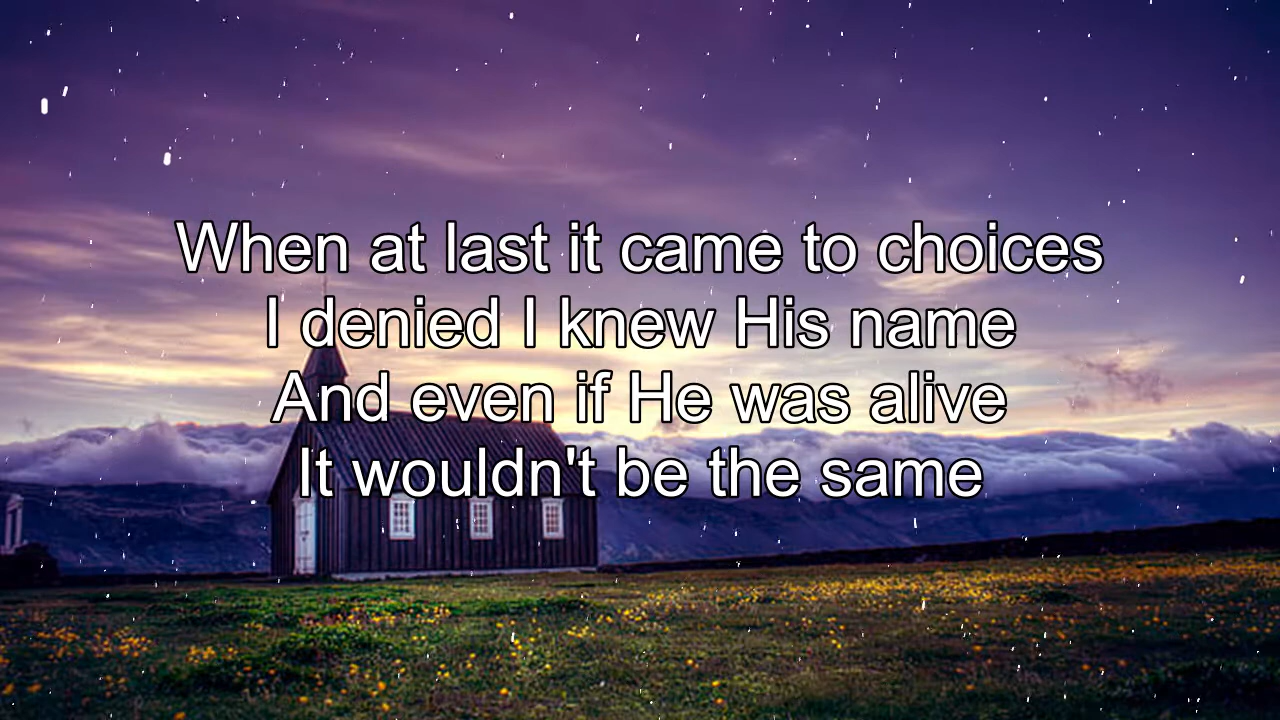 When at last it came to choices
I denied I knew His name
And even if He was alive
It wouldn't be the same